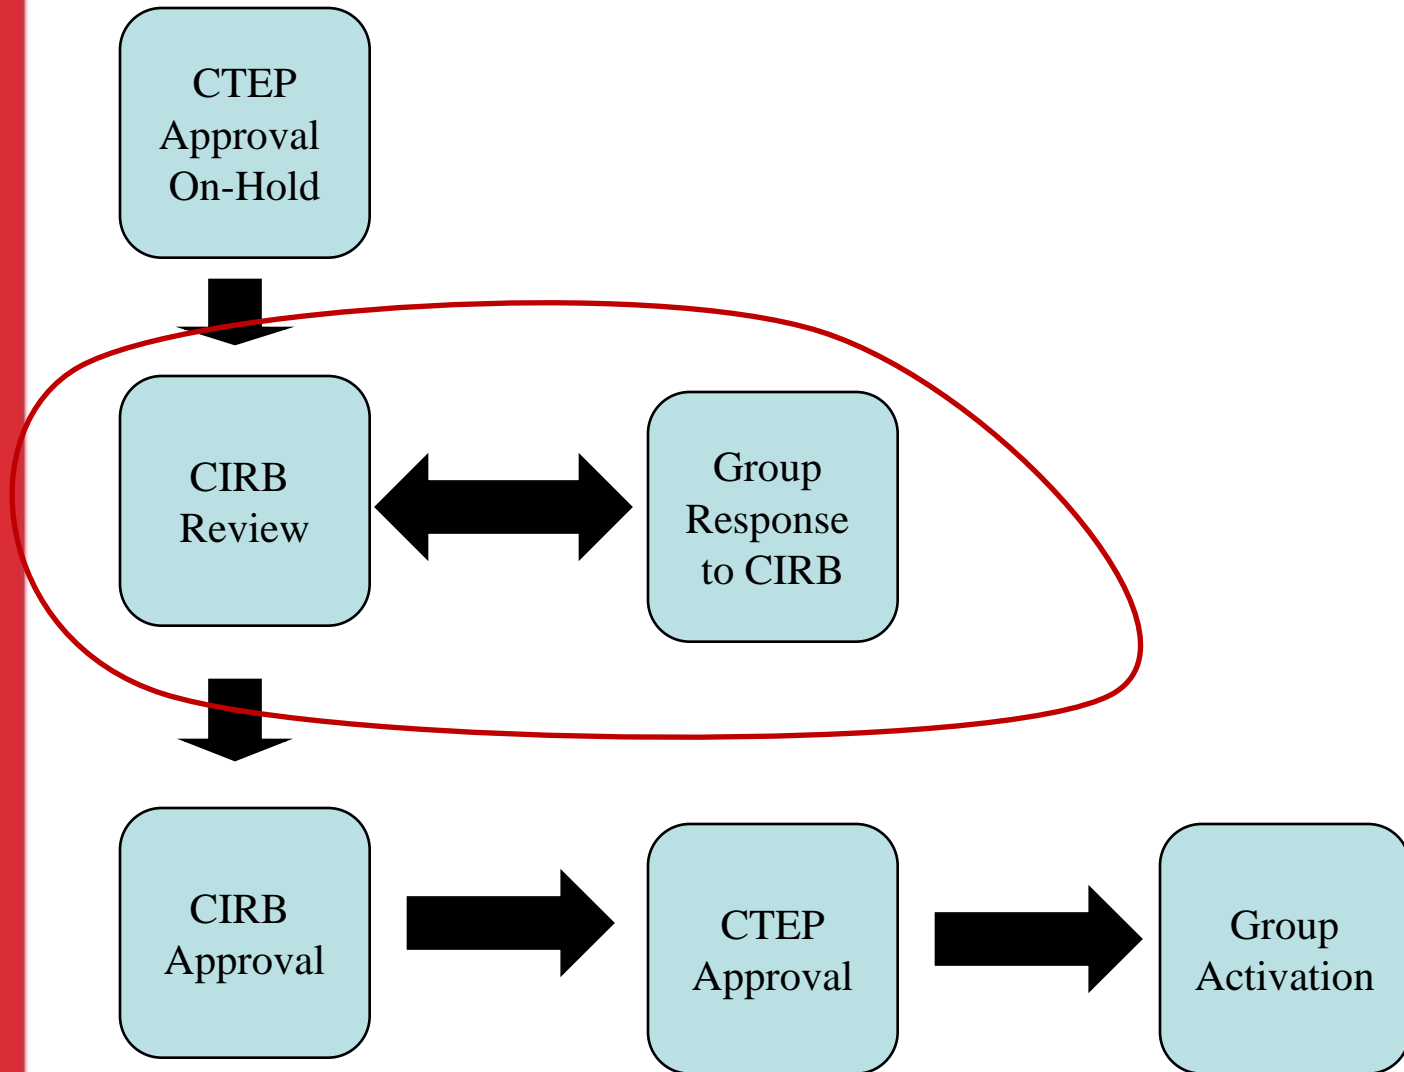 CTEP
Approval
On-Hold
CIRB
Review
Group
Response
to CIRB
CIRB
Approval
CTEP
Approval
Group
Activation